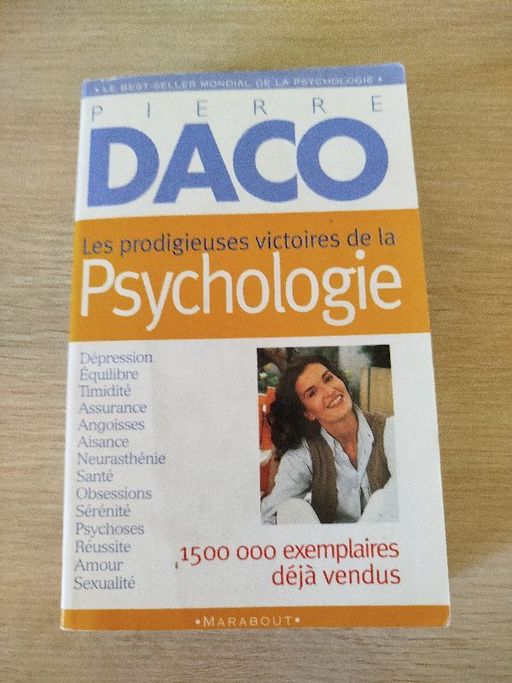 • LE BEST-SELLER MONDIAL DE LA PSYCHOLOGIE •
PIERRE
DACO
Les prodigieuses victoires de la
Psychologie
Dépression
Équilibre
Timidité
Assurance
Angoisses
Aisance
Neurasthénie
Santé
Obsessions
Sérénité
Psychoses
Réussite
Amour
Sexualité
1500 000 exemplaires
déjà vendus
• MARABOUT •